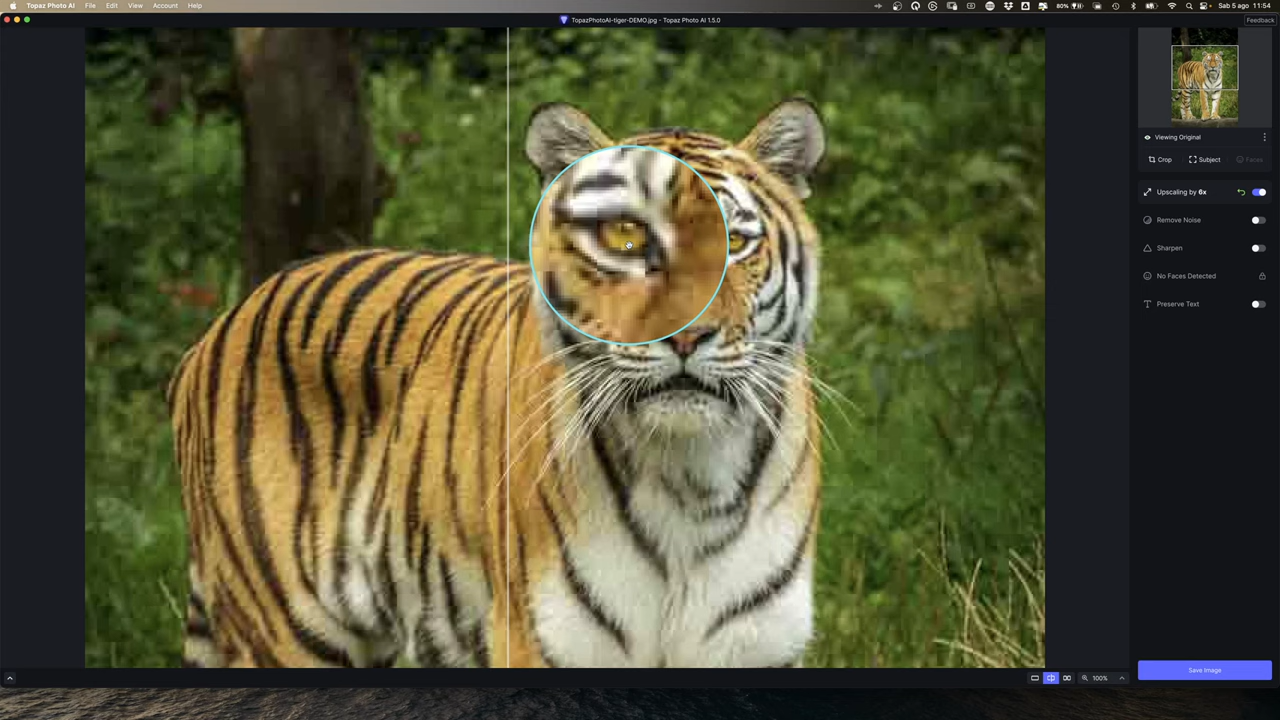 Topaz Photo AI File Edit View Account Help 80% Sab 5 ago 11:54
TopazPhotoAI-tiger-DEMO.jpg - Topaz Photo AI 1.5.0
Feedback
Viewing Original
Crop Subject Faces
Upscaling by 6x
Remove Noise
Sharpen
No Faces Detected
Preserve Text
Save Image
100%